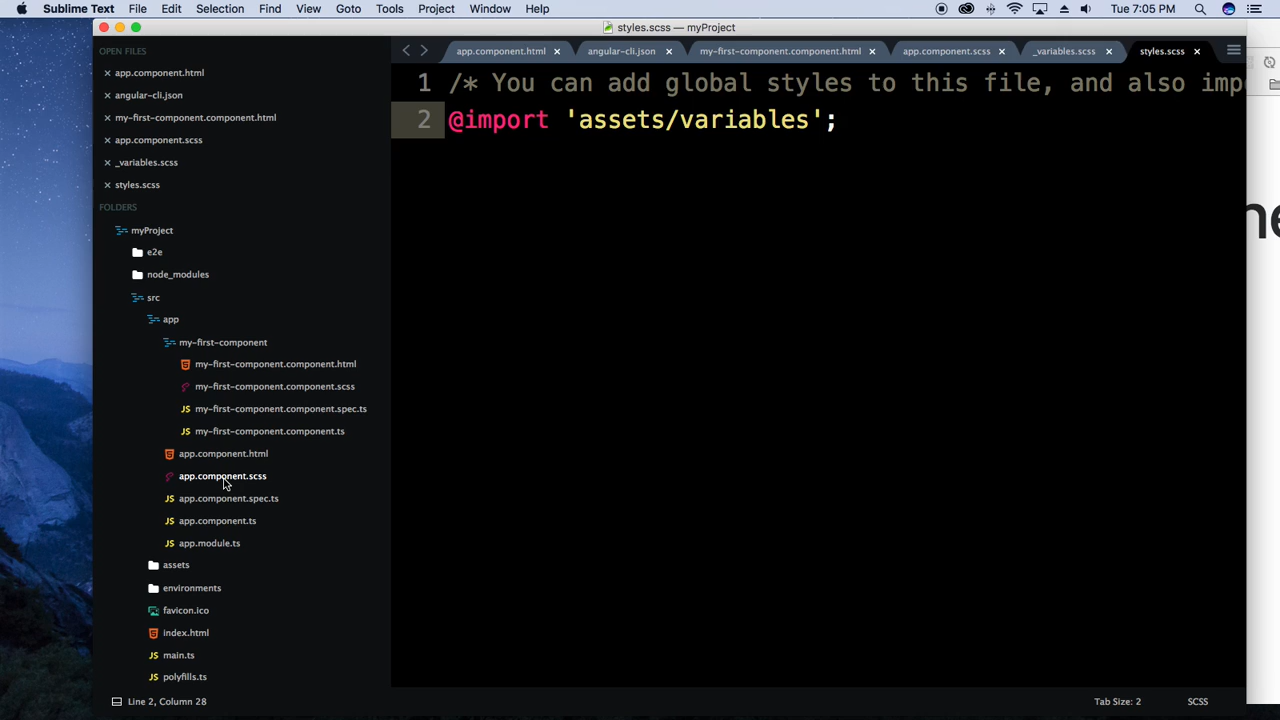 Sublime Text File Edit Selection Find View Goto Tools Project Window Help Tue 7:05 PM
styles.scss — myProject
OPEN FILES
app.component.html angular-cli.json my-first-component.component.html app.component.scss _variables.scss styles.scss
app.component.html
angular-cli.json
my-first-component.component.html
app.component.scss
_variables.scss
styles.scss
1 /* You can add global styles to this file, and also imp
2 @import 'assets/variables';
FOLDERS
myProject
e2e
node_modules
src
app
my-first-component
my-first-component.component.html
my-first-component.component.scss
my-first-component.component.spec.ts
my-first-component.component.ts
app.component.html
app.component.scss
app.component.spec.ts
app.component.ts
app.module.ts
assets
environments
favicon.ico
index.html
main.ts
polyfills.ts
Line 2, Column 28 Tab Size: 2 SCSS